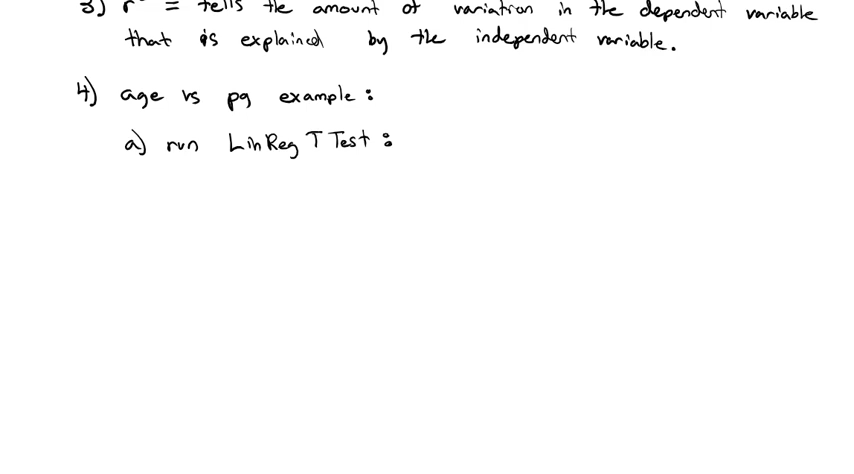 3) r² = tells the amount of variation in the dependent variable
that is explained by the independent variable.
4) age vs pg example:
a) run LinReg T Test: